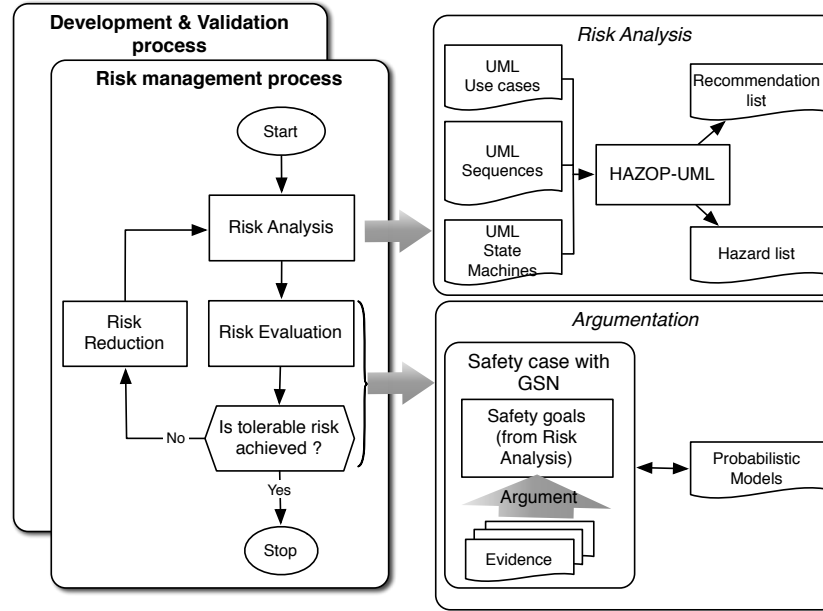 Development & Validation
process
Risk management process
Start
Risk Analysis
Risk
Reduction
Risk Evaluation
Is tolerable risk
achieved ?
No
Yes
Stop
Risk Analysis
UML
Use cases
UML
Sequences
UML
State
Machines
HAZOP-UML
Recommendation
list
Hazard list
Argumentation
Safety case with
GSN
Safety goals
(from Risk
Analysis)
Argument
Evidence
Probabilistic
Models